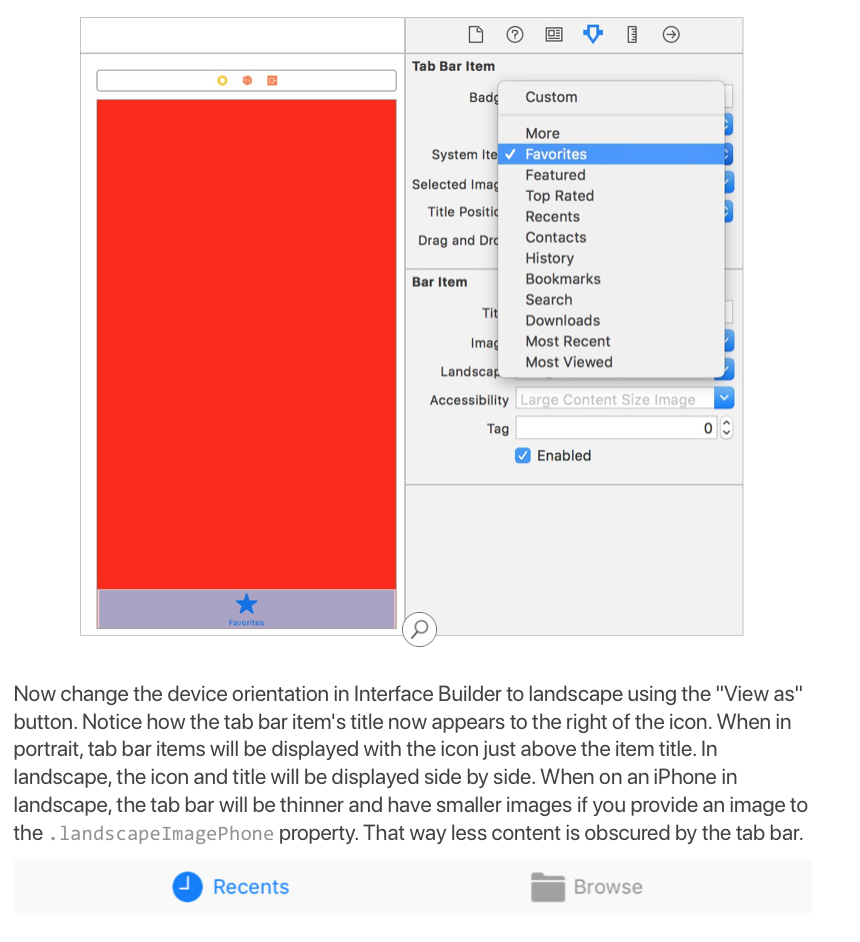 Tab Bar Item
Badg
Custom
More
System Ite
✓ Favorites
Featured
Selected Imag
Top Rated
Title Positio
Recents
Drag and Dro
Contacts
History
Bar Item
Bookmarks
Search
Tit
Downloads
Imag
Most Recent
Most Viewed
Landscap
Accessibility Large Content Size Image
Tag 0
Enabled
Favorites
Now change the device orientation in Interface Builder to landscape using the "View as"
button. Notice how the tab bar item's title now appears to the right of the icon. When in
portrait, tab bar items will be displayed with the icon just above the item title. In
landscape, the icon and title will be displayed side by side. When on an iPhone in
landscape, the tab bar will be thinner and have smaller images if you provide an image to
the .landscapeImagePhone property. That way less content is obscured by the tab bar.
Recents Browse